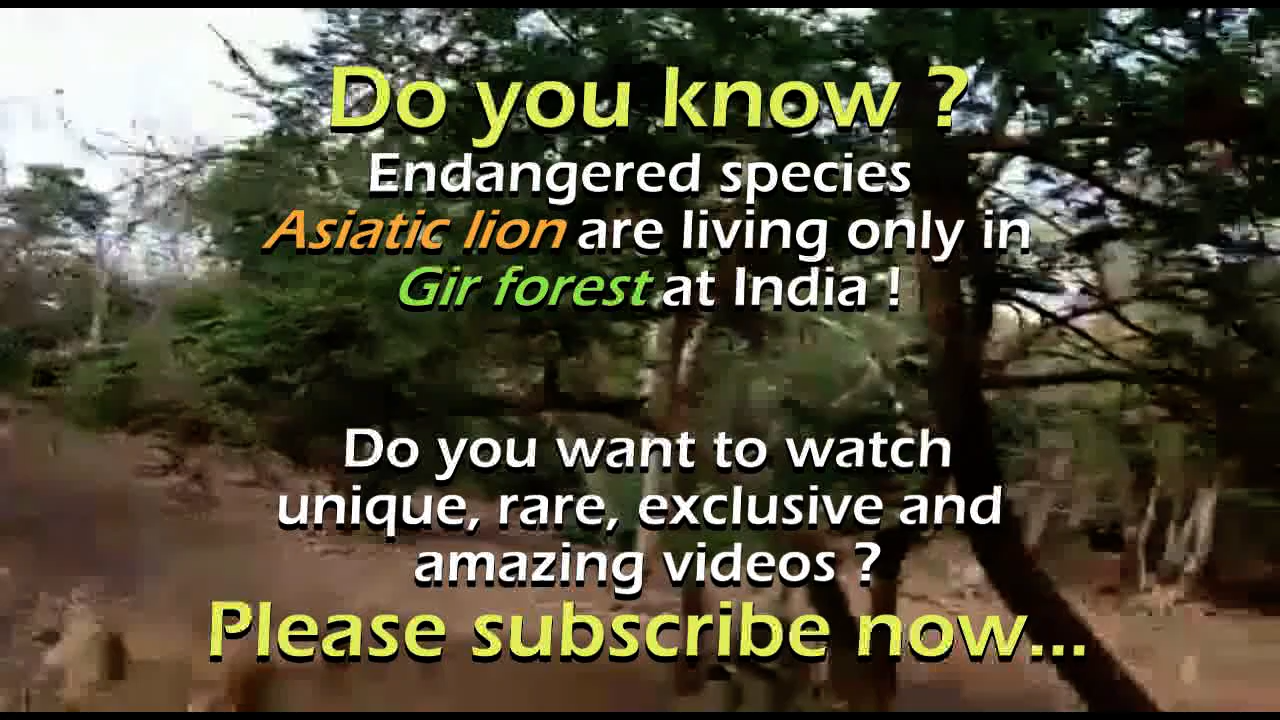 Do you know ?
Endangered species
Asiatic lion are living only in
Gir forest at India !
Do you want to watch
unique, rare, exclusive and
amazing videos ?
Please subscribe now...